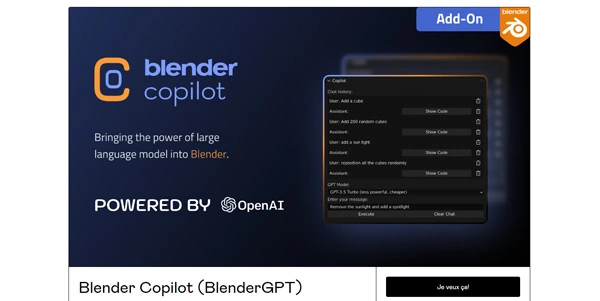 Add-On
blender
blender
copilot
Bringing the power of large
language model into Blender.
POWERED BY OpenAI
Copilot
Chat history:
User: Add a cube
Assistant:
Show Code
User: Add 200 random cubes
Assistant:
Show Code
User: add a sun light
Assistant:
Show Code
User: reposition all the cubes randomly
Assistant:
Show Code
GPT Model:
GPT-3.5 Turbo (less powerful, cheaper)
Enter your message:
Remove the sunlight and add a spotlight
Execute
Clear Chat
Blender Copilot (BlenderGPT)
Je veux ça!